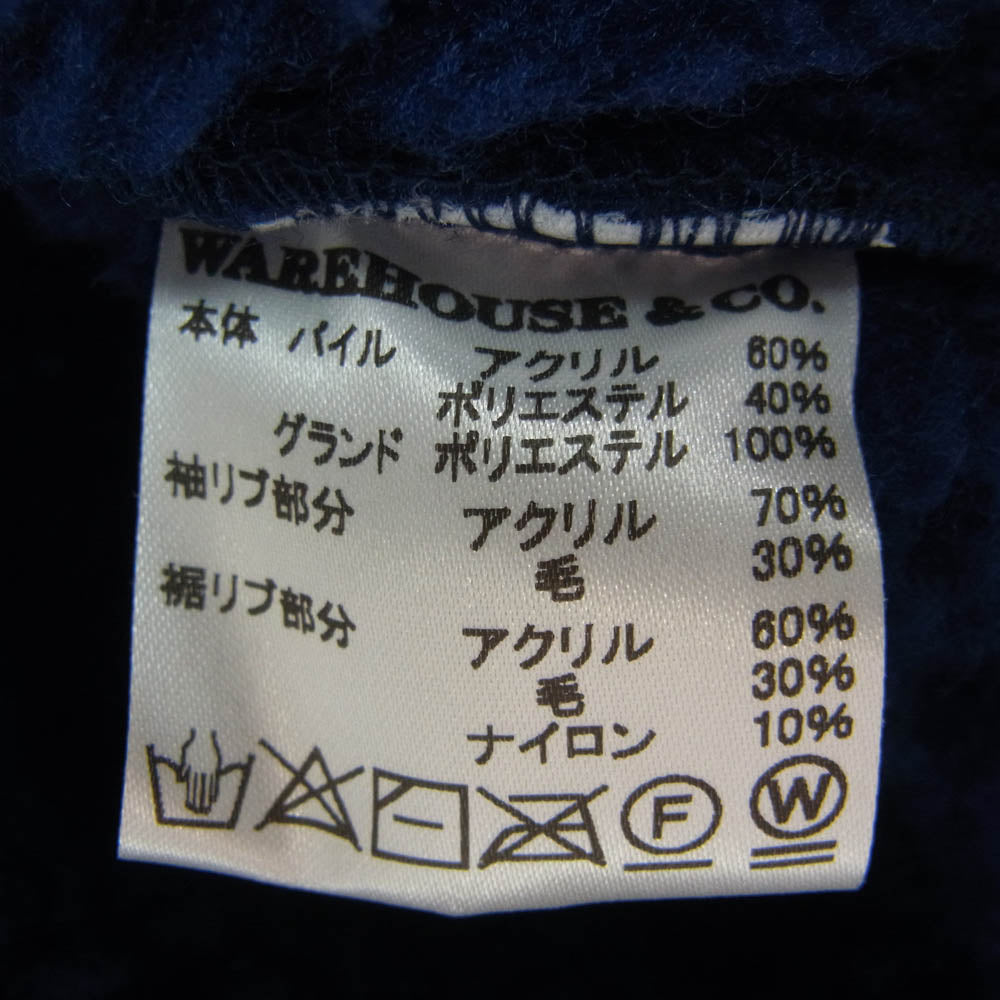 WAREHOUSE & CO.
本体 パイル アクリル 60%
ポリエステル 40%
グランド ポリエステル 100%
袖リブ部分 アクリル 70%
毛 30%
裾リブ部分 アクリル 60%
毛 30%
ナイロン 10%
F W